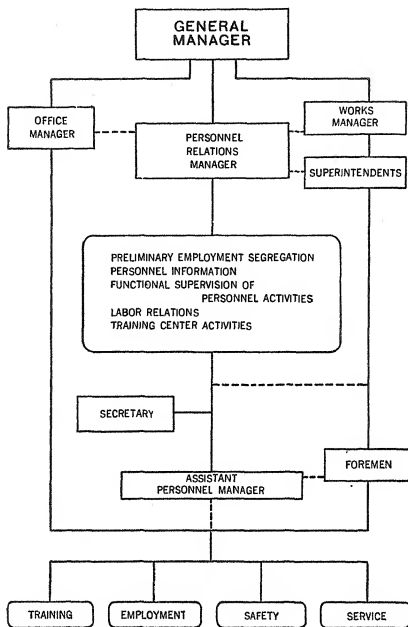 GENERAL
MANAGER
OFFICE
MANAGER
WORKS
MANAGER
PERSONNEL
RELATIONS
MANAGER
SUPERINTENDENTS
PRELIMINARY EMPLOYMENT SEGREGATION
PERSONNEL INFORMATION
FUNCTIONAL SUPERVISION OF
PERSONNEL ACTIVITIES
LABOR RELATIONS
TRAINING CENTER ACTIVITIES
SECRETARY
FOREMEN
ASSISTANT
PERSONNEL MANAGER
TRAINING
EMPLOYMENT
SAFETY
SERVICE